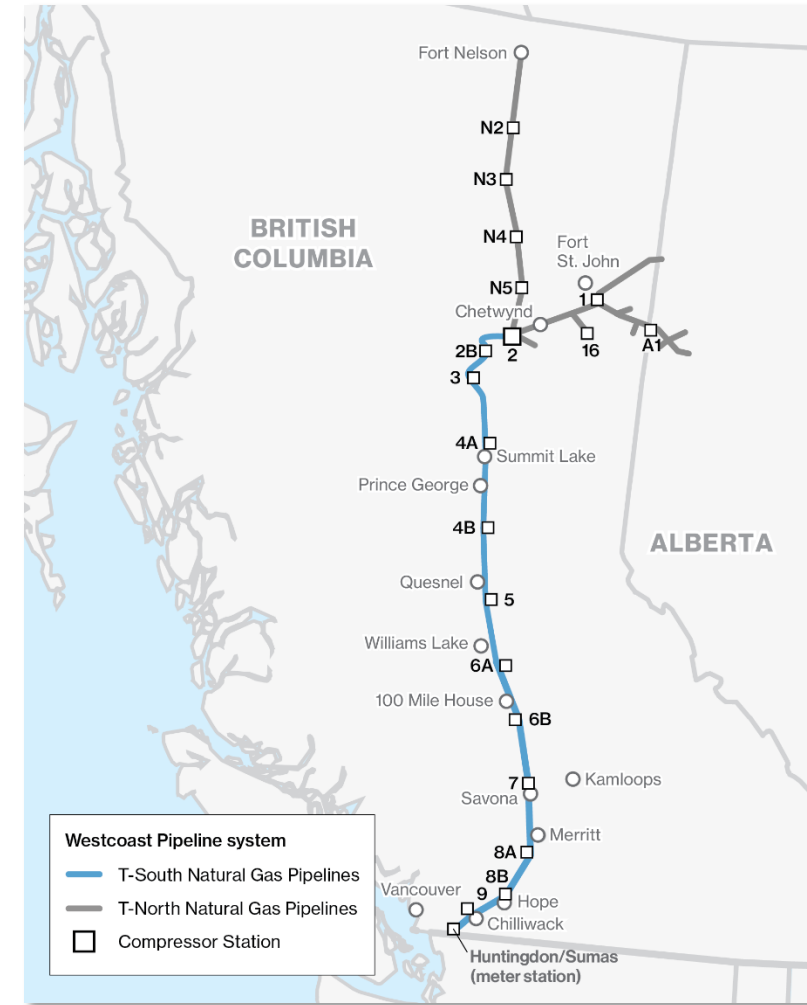 Fort Nelson
N2
N3
BRITISH
COLUMBIA
N4
Fort
St. John
N5
1
Chetwynd
2B
2
16
A1
3
4A
Summit Lake
Prince George
4B
ALBERTA
Quesnel
5
Williams Lake
6A
100 Mile House
6B
7
Kamloops
Savona
Merritt
8A
8B
Vancouver
9
Hope
Chilliwack
Huntingdon/Sumas
(meter station)
Westcoast Pipeline system
T-South Natural Gas Pipelines
T-North Natural Gas Pipelines
Compressor Station